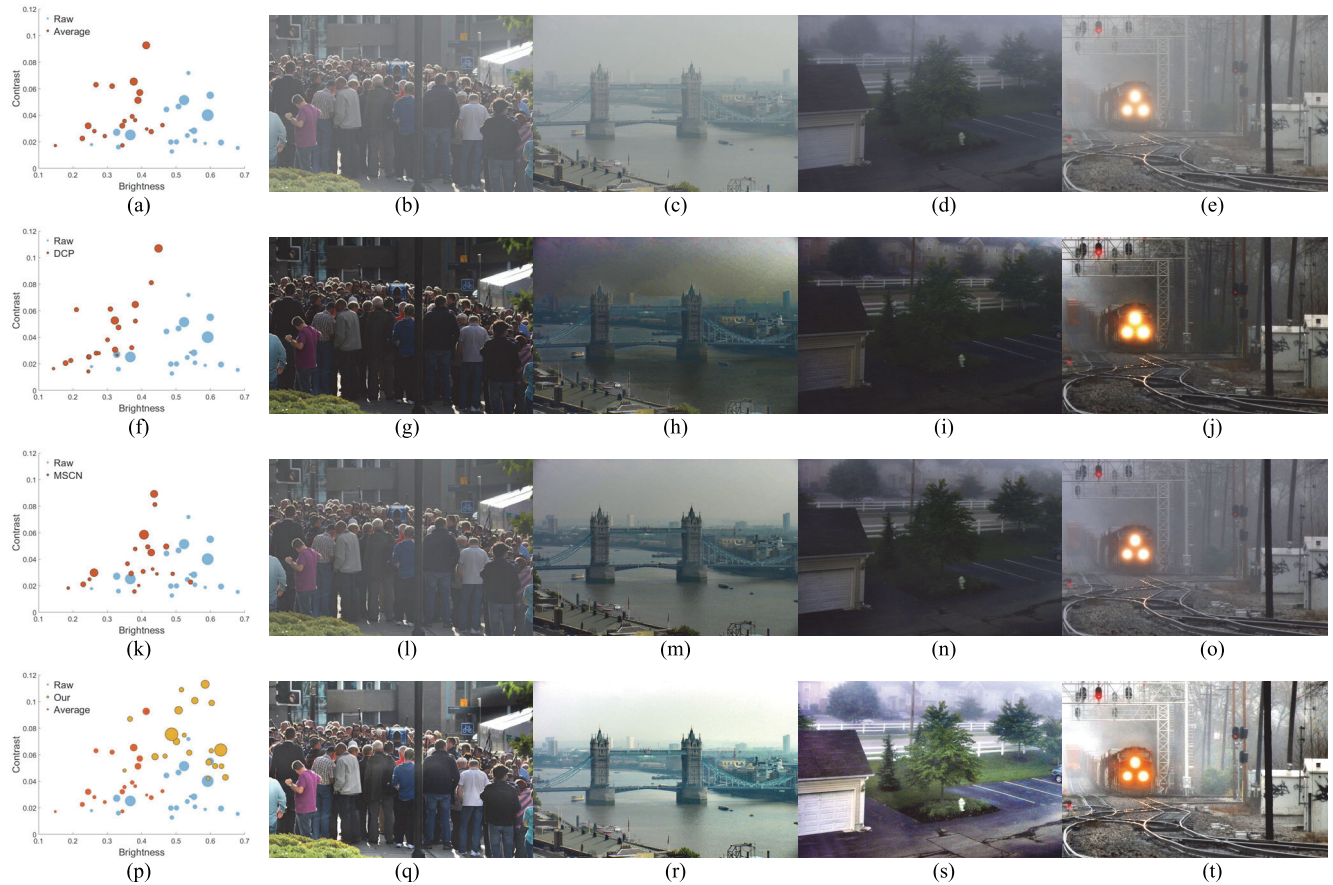 Raw
Average
Contrast
0.12
0.1
0.08
0.06
0.04
0.02
0
0.1 0.2 0.3 0.4 0.5 0.6 0.7
Brightness
(a) (b) (c) (d) (e)
Raw
DCP
Contrast
0.12
0.1
0.08
0.06
0.04
0.02
0
0.1 0.2 0.3 0.4 0.5 0.6 0.7
Brightness
(f) (g) (h) (i) (j)
Raw
MSCN
Contrast
0.12
0.1
0.08
0.06
0.04
0.02
0
0.1 0.2 0.3 0.4 0.5 0.6 0.7
Brightness
(k) (l) (m) (n) (o)
Raw
Our
Average
Contrast
0.12
0.1
0.08
0.06
0.04
0.02
0
0.1 0.2 0.3 0.4 0.5 0.6 0.7
Brightness
(p) (q) (r) (s) (t)